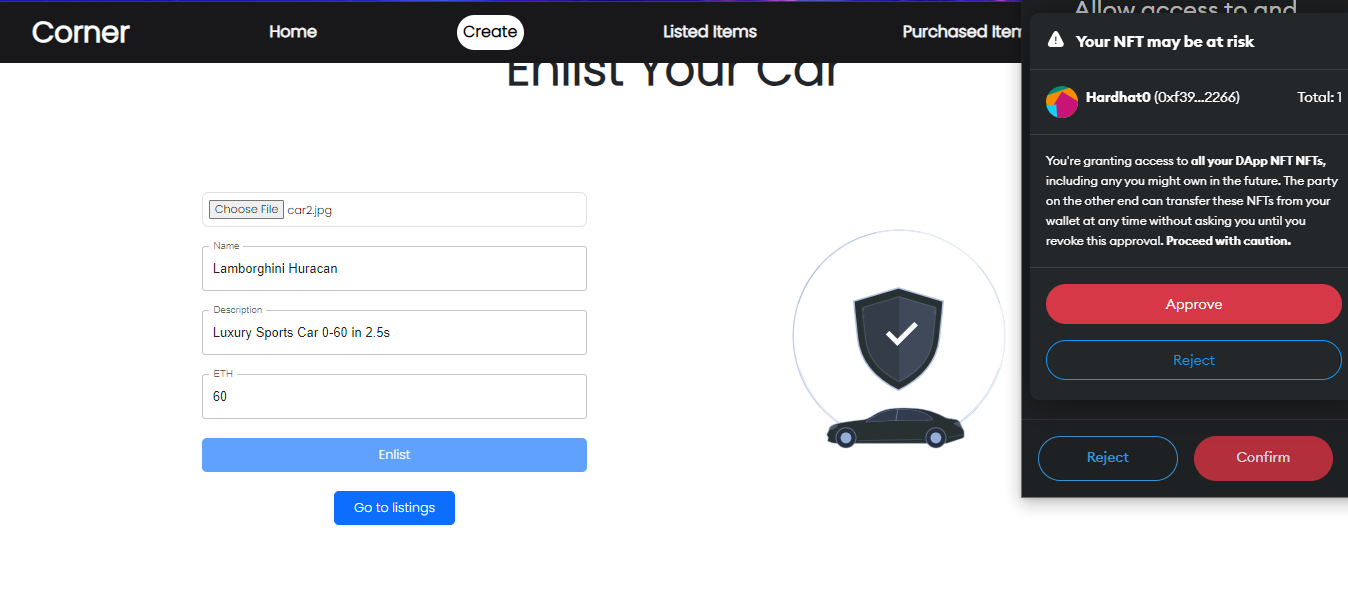 Corner
Home
Create
Listed Items
Purchased Item
Enlist Your Car
Choose File car2.jpg
Name
Lamborghini Huracan
Description
Luxury Sports Car 0-60 in 2.5s
ETH
60
Enlist
Go to listings
Allow access to and
Your NFT may be at risk
Hardhat0 (0xf39...2266) Total: 1
You're granting access to all your DApp NFT NFTs,
including any you might own in the future. The party
on the other end can transfer these NFTs from your
wallet at any time without asking you until you
revoke this approval. Proceed with caution.
Approve
Reject
Reject
Confirm